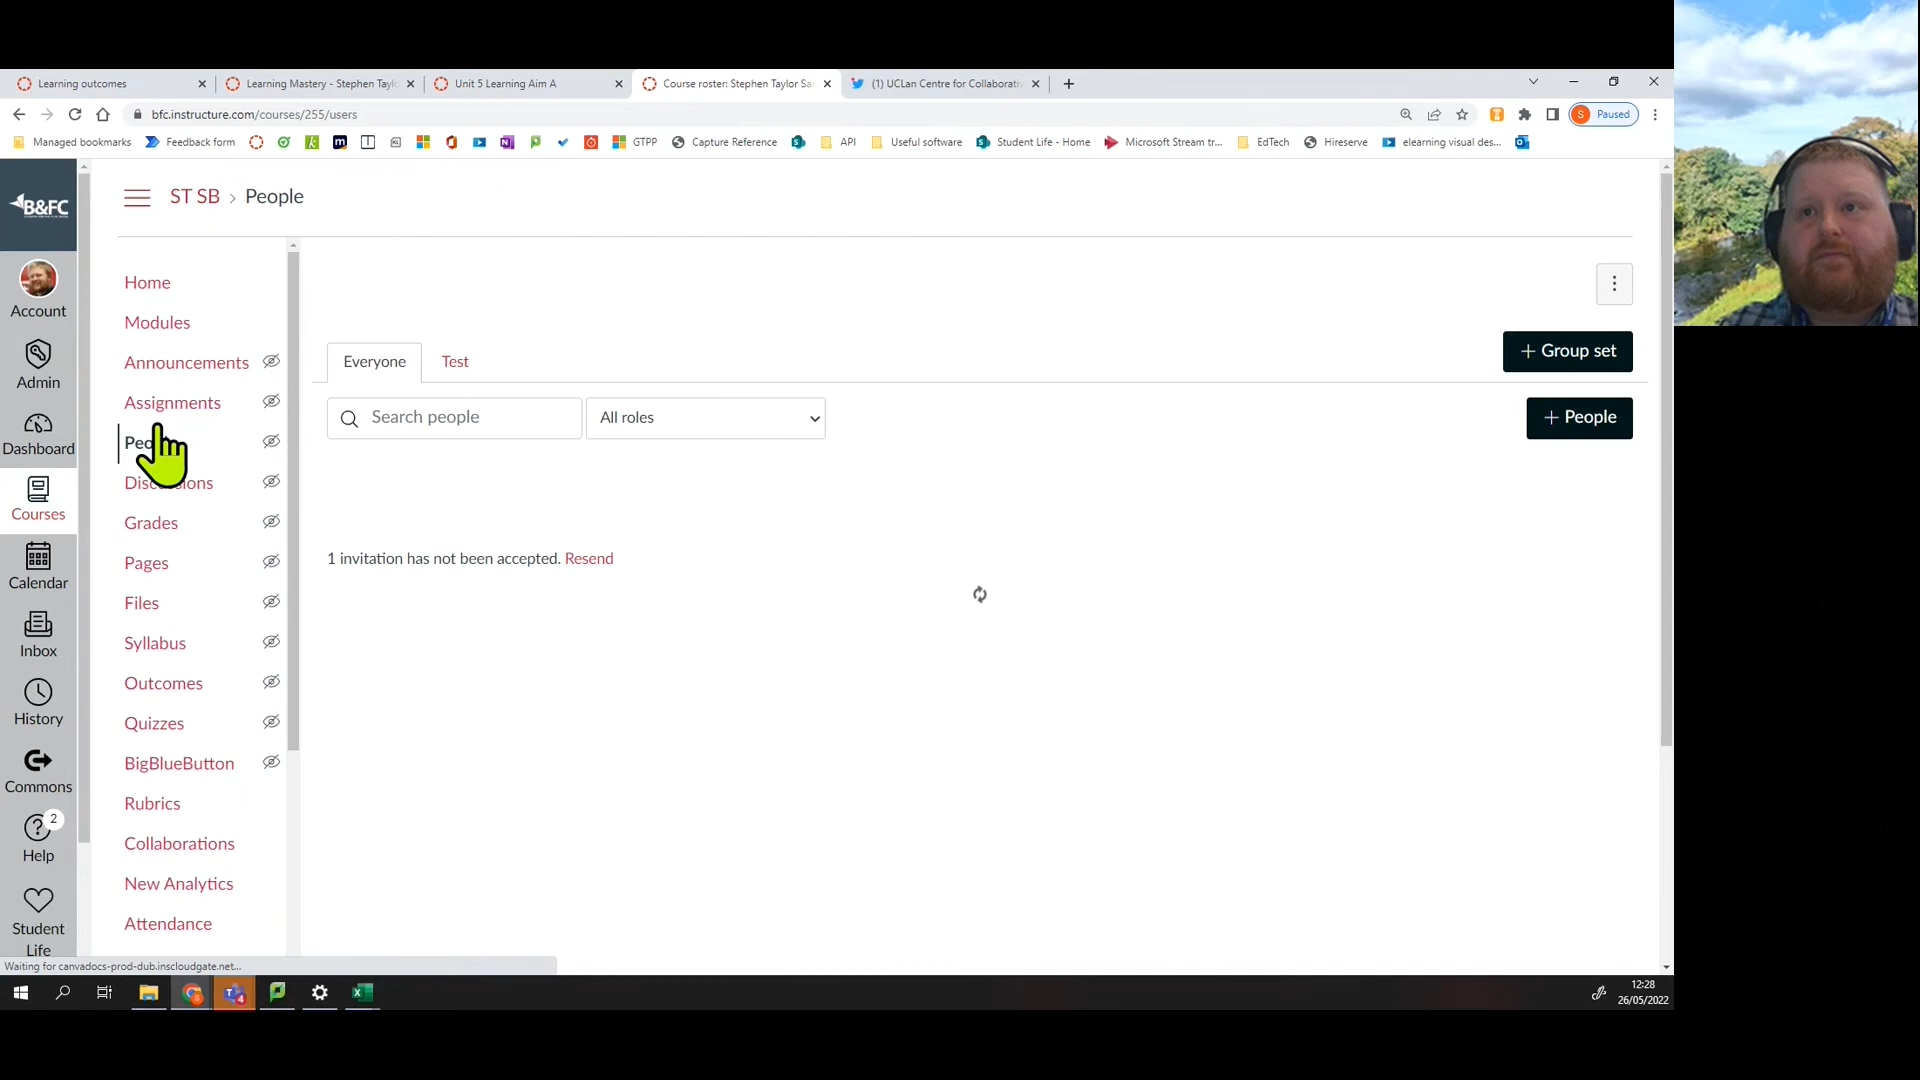 Learning outcomes
Learning Mastery - Stephen Taylo
Unit 5 Learning Aim A
Course roster: Stephen Taylor Sa
(1) UCLan Centre for Collaborativ
bfc.instructure.com/courses/255/users
S Paused
Managed bookmarks
Feedback form
GTPP
Capture Reference
API
Useful software
Student Life - Home
Microsoft Stream tr...
EdTech
Hireserve
elearning visual des...
B&FC
ST SB > People
Home
Account
Modules
Everyone
Test
+ Group set
Announcements
Admin
Assignments
Search people
All roles
+ People
Dashboard
Discussions
Courses
Grades
1 invitation has not been accepted. Resend
Pages
Calendar
Files
Syllabus
Inbox
Outcomes
History
Quizzes
BigBlueButton
Commons
Rubrics
2
Help
Collaborations
New Analytics
Student
Life
Attendance
Waiting for canvadocs-prod-dub.inscloudgate.net...
12:28
26/05/2022